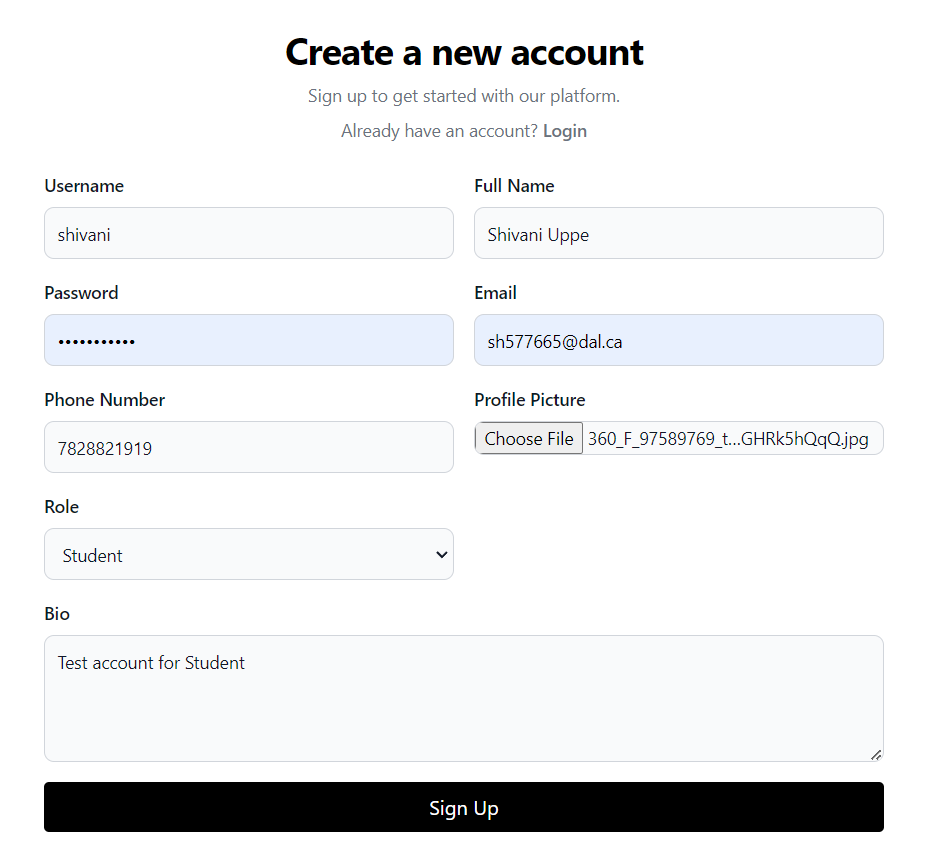 Create a new account
Sign up to get started with our platform.
Already have an account? Login
Username
Full Name
shivani
Shivani Uppe
Password
Email
•••••••••••
sh577665@dal.ca
Phone Number
Profile Picture
7828821919
Choose File 360_F_97589769_t...GHRk5hQqQ.jpg
Role
Student
Bio
Test account for Student
Sign Up